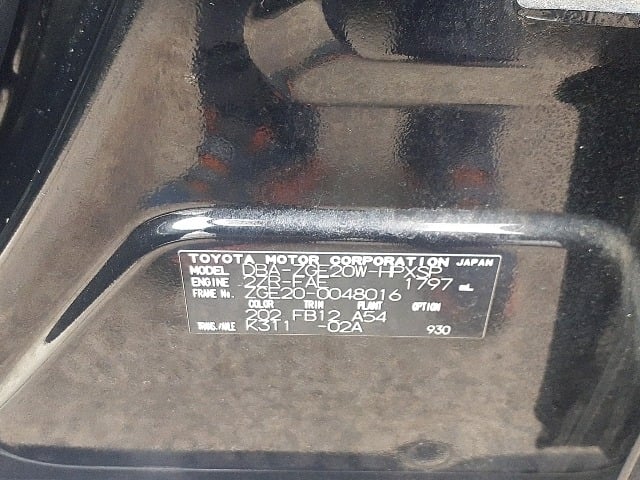 TOYOTA MOTOR CORPORATION JAPAN
MODEL DBA-ZGE20W-HPXSP
ENGINE 2ZR-FAE 1797 mL
FRAME No. ZGE20-0048016
COLOR TRIM PLANT OPTION
202 FB12 A54
TRANS./AXLE K311 -02A 930